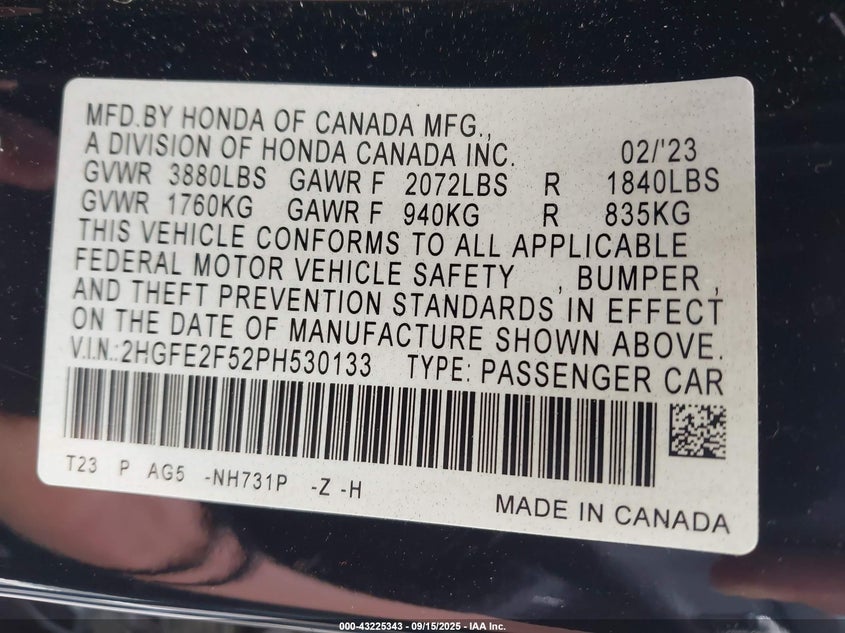 MFD.BY HONDA OF CANADA MFG.,
A DIVISION OF HONDA CANADA INC. 02/'23
GVWR 3880LBS GAWR F 2072LBS R 1840LBS
GVWR 1760KG GAWR F 940KG R 835KG
THIS VEHICLE CONFORMS TO ALL APPLICABLE
FEDERAL MOTOR VEHICLE SAFETY , BUMPER ,
AND THEFT PREVENTION STANDARDS IN EFFECT
ON THE DATE OF MANUFACTURE SHOWN ABOVE.
V.I.N.:2HGFE2F52PH530133 TYPE: PASSENGER CAR
T23 P AG5 -NH731P -Z -H
MADE IN CANADA
000-43225343 - 09/15/2025 - IAA Inc.